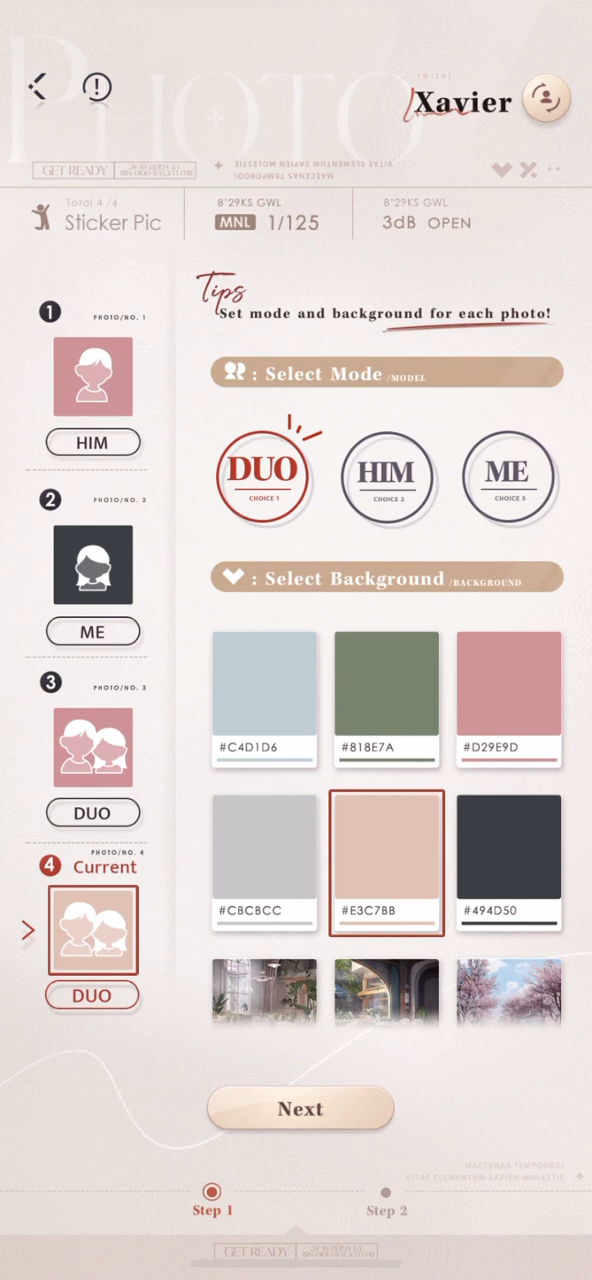 PHOTO
[WITH]
Xavier
GET READY
VITAE ELEMENTUM SAPIEN MOLESTIE
MAECENAS TEMPORODI
Total 4 /4
Sticker Pic
8'29KS GWL
MNL 1/125
8'29KS GWL
3dB OPEN
Tips
Set mode and background for each photo!
1
PHOTO/NO. 1
HIM
2
PHOTO/NO. 2
ME
3
PHOTO/NO. 3
DUO
PHOTO/NO. 4
4 Current
DUO
: Select Mode /MODEL
DUO
CHOICE 1
HIM
CHOICE 2
ME
CHOICE 3
: Select Background /BACKGROUND
#C4D1D6
#818E7A
#D29E9D
#CBCBCC
#E3C7BB
#494D50
Next
MAECENAS TEMPORODI
VITAE ELEMENTUM SAPIEN MOLESTIE
Step 1
Step 2
GET READY